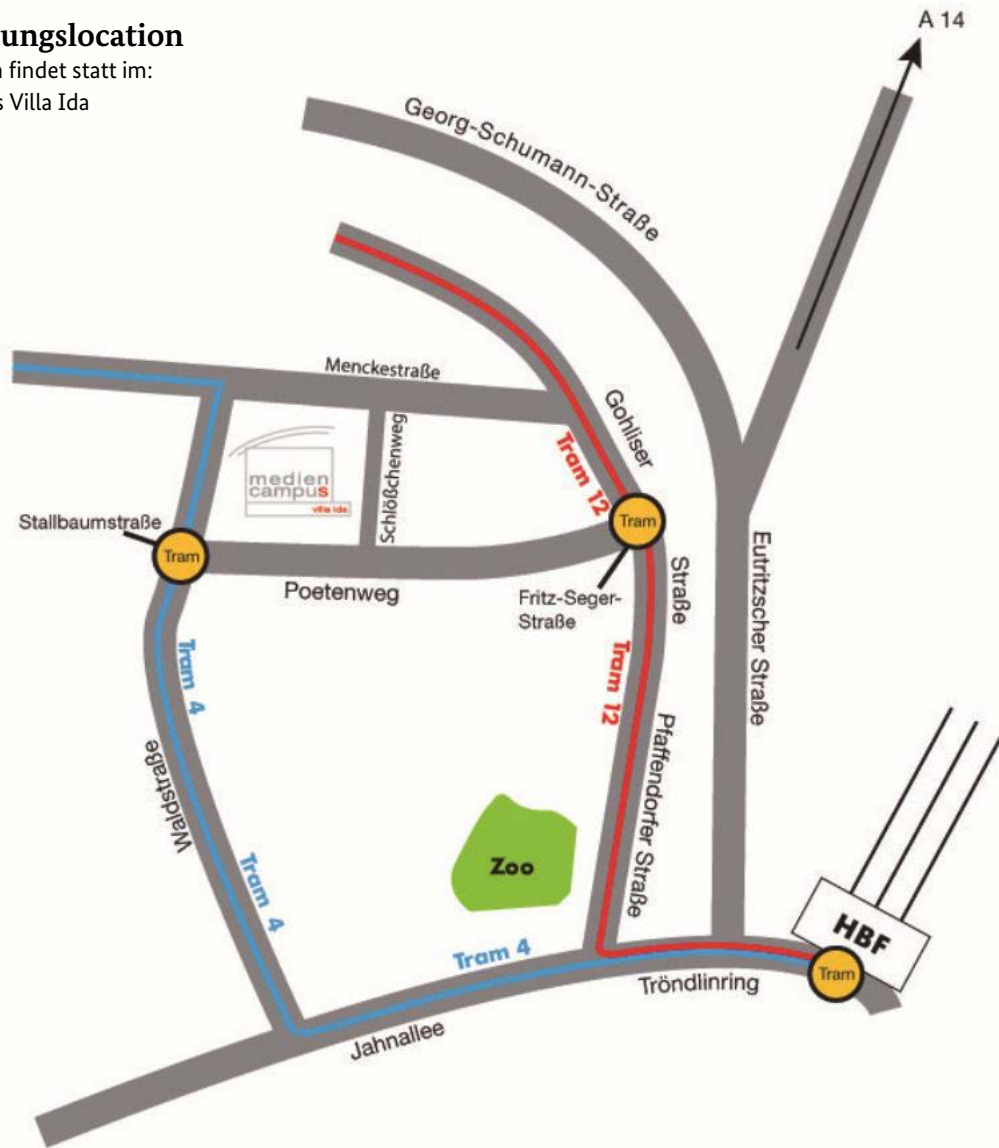 tungslocation
n findet statt im:
s Villa Ida
A 14
Georg-Schumann-Straße
Menckestraße
Gohliser
Tram 12
Schlößchenweg
medien
campus
villa ida
Stallbaumstraße
Tram
Tram
Poetenweg
Fritz-Seger-
Straße
Straße
Eutritzscher Straße
Tram 4
Tram 12
Waldstraße
Pfaffendorfer Straße
Zoo
Tram 4
HBF
Tram 4
Tram
Tröndlinring
Jahnallee